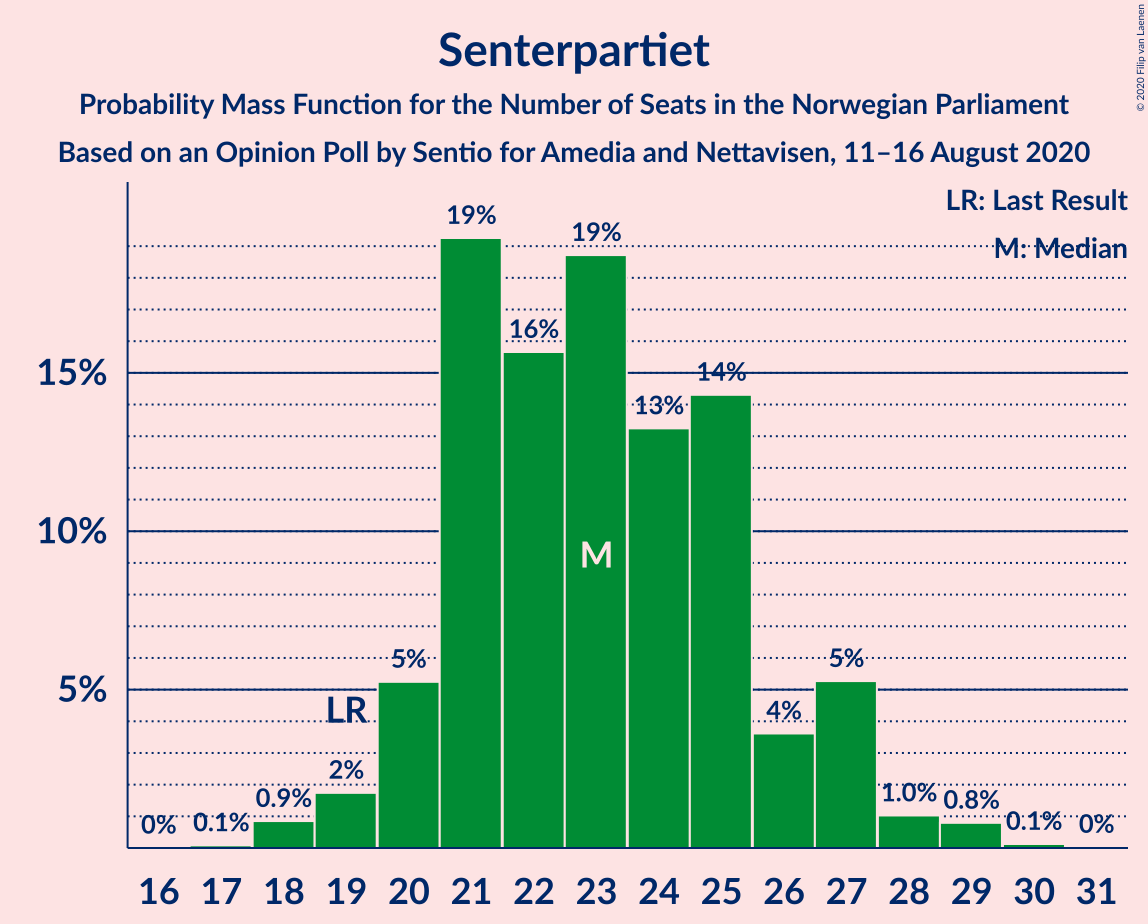 Senterpartiet
Probability Mass Function for the Number of Seats in the Norwegian Parliament
Based on an Opinion Poll by Sentio for Amedia and Nettavisen, 11–16 August 2020
© 2020 Filip van Laenen
LR: Last Result
M: Median
15%
10%
5%
0%
0.1%
0.9%
2%
LR
5%
19%
16%
19%
M
13%
14%
4%
5%
1.0%
0.8%
0.1%
0%
16 17 18 19 20 21 22 23 24 25 26 27 28 29 30 31